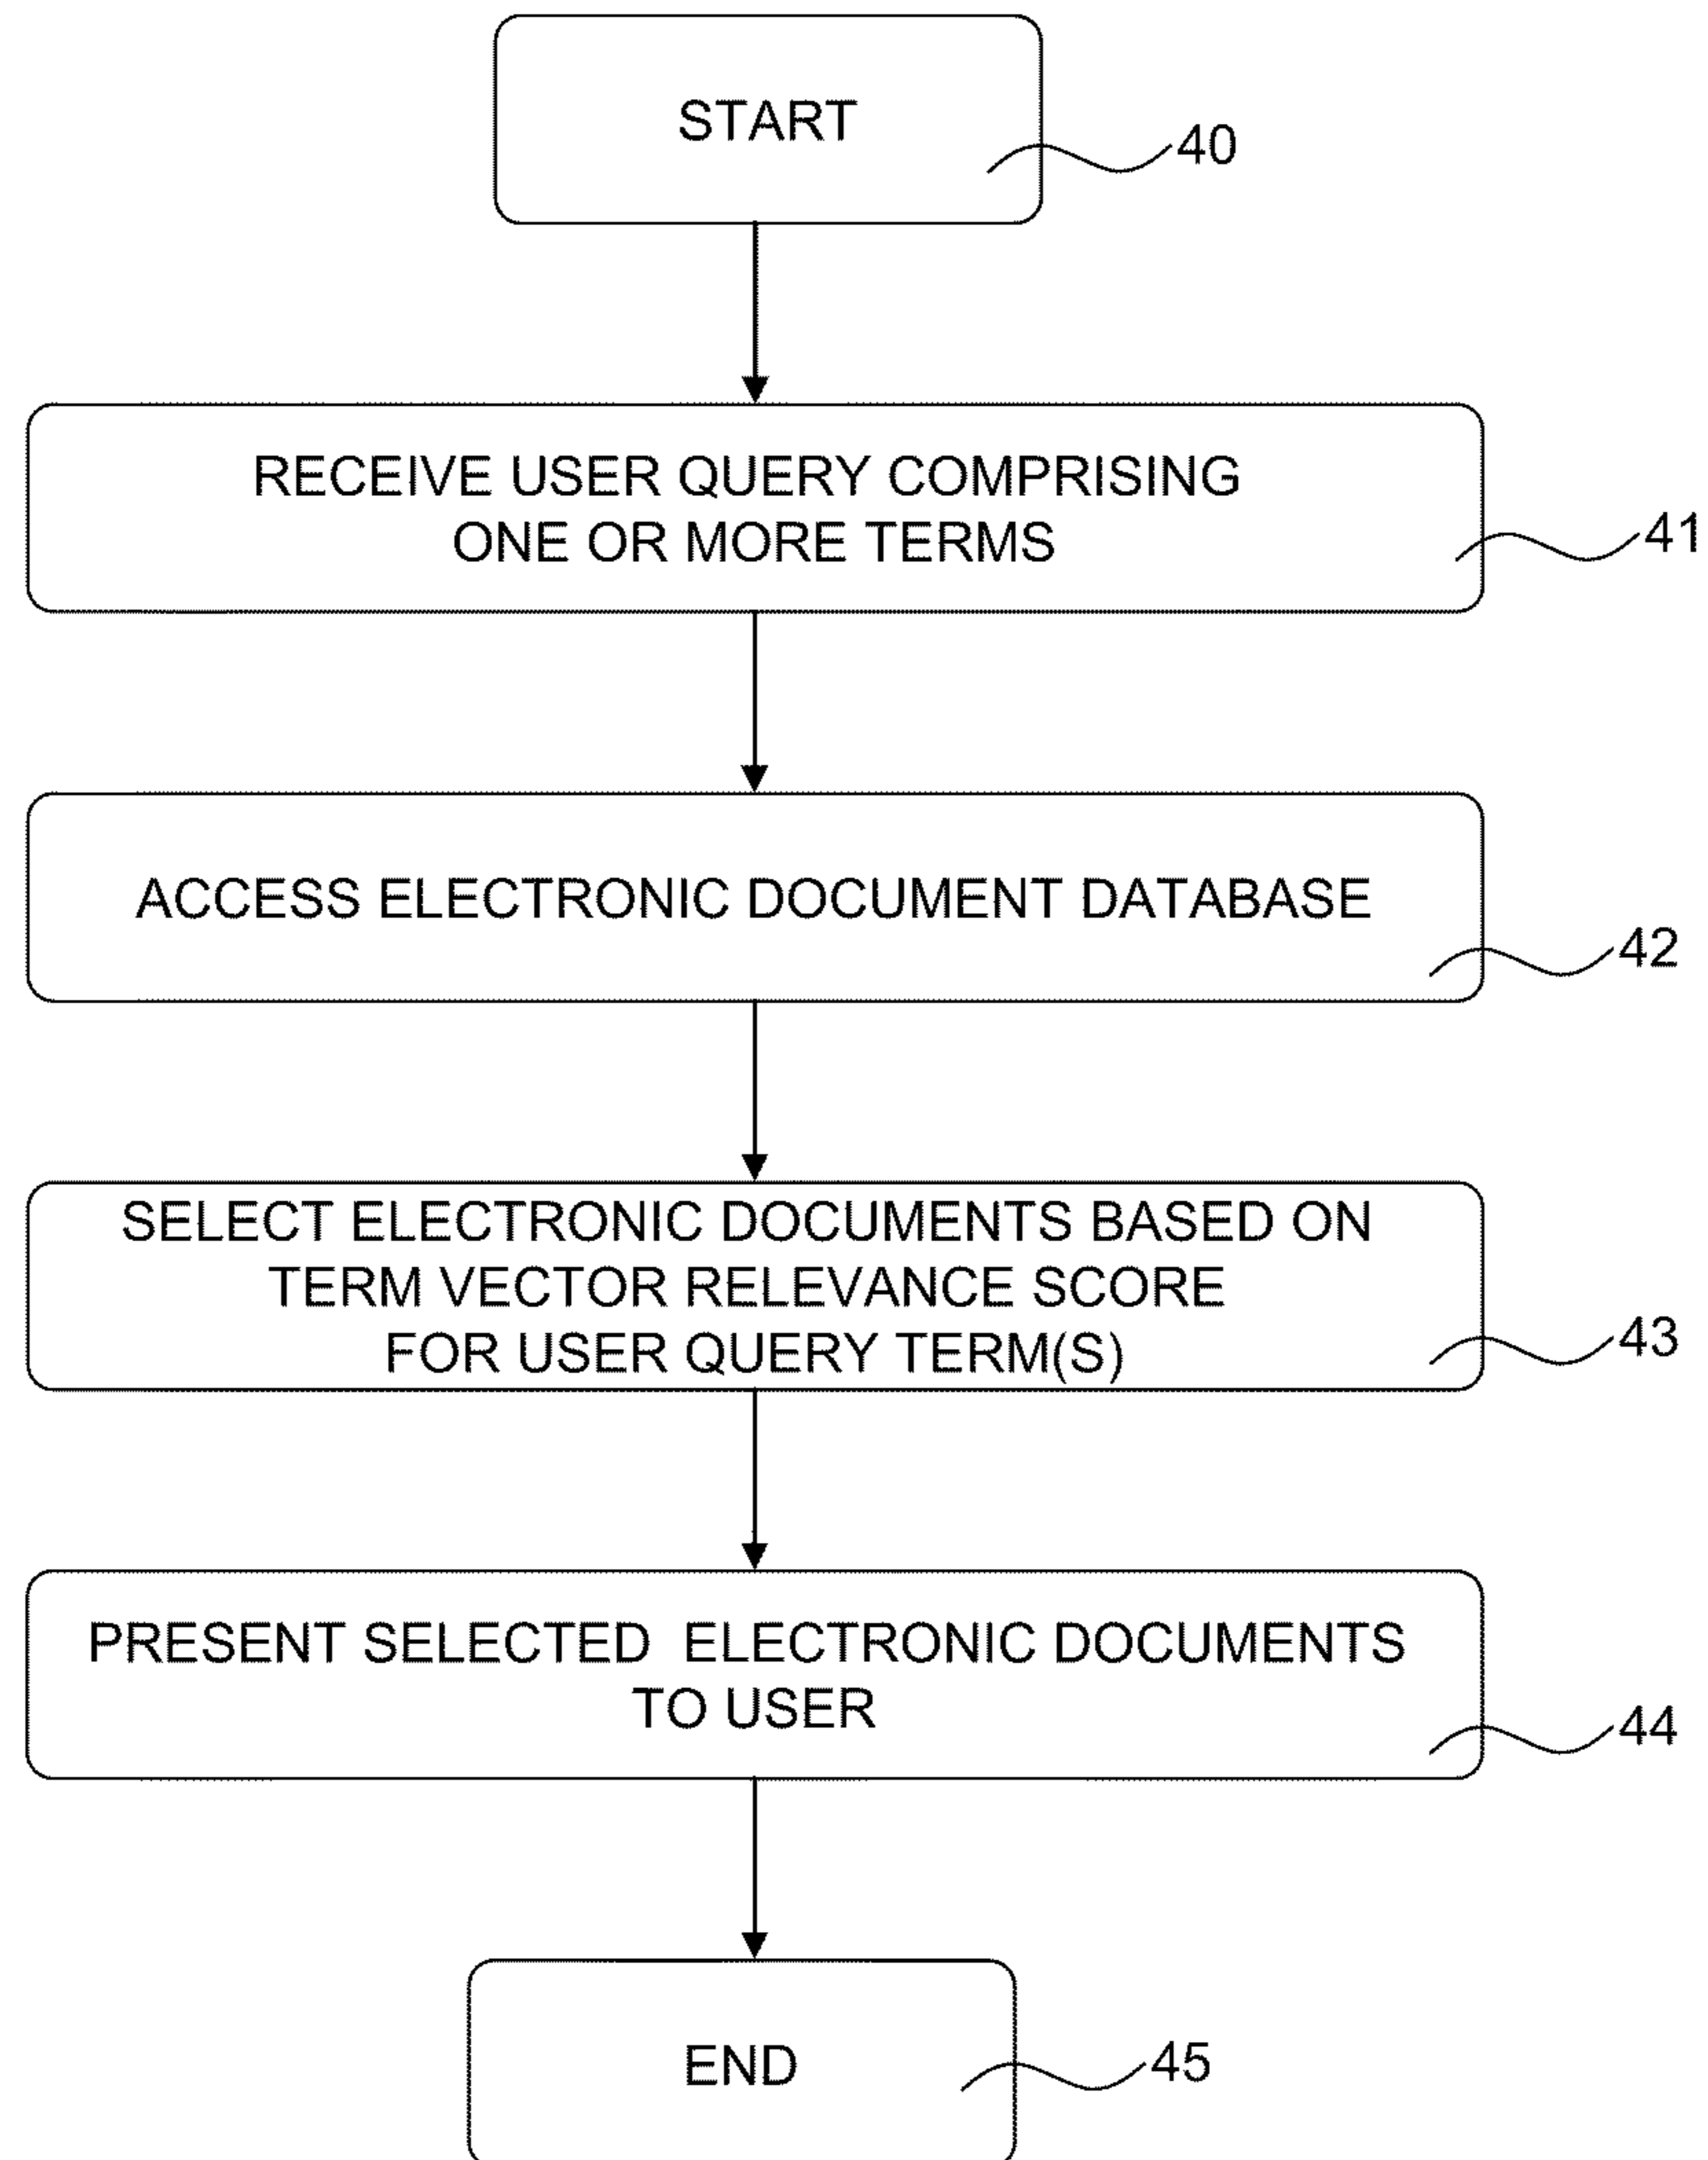 START
40
RECEIVE USER QUERY COMPRISING
ONE OR MORE TERMS
41
ACCESS ELECTRONIC DOCUMENT DATABASE
42
SELECT ELECTRONIC DOCUMENTS BASED ON
TERM VECTOR RELEVANCE SCORE
FOR USER QUERY TERM(S)
43
PRESENT SELECTED ELECTRONIC DOCUMENTS
TO USER
44
END
45